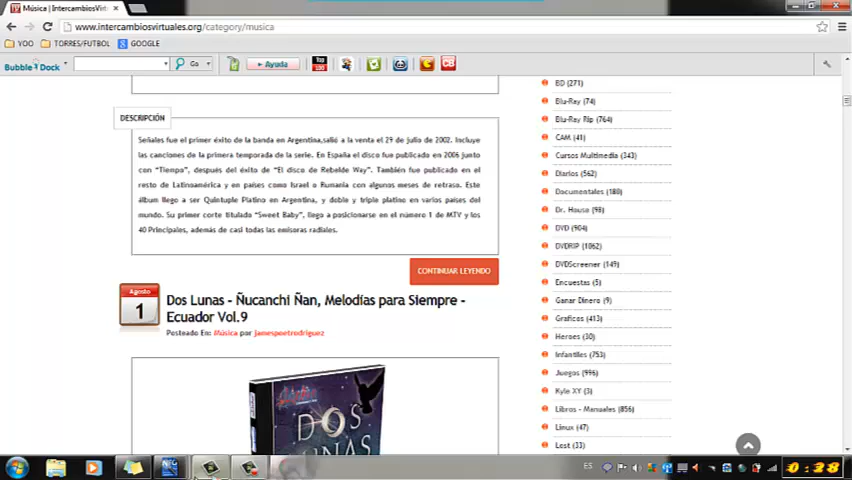 Música | IntercambiosVirtu
www.intercambiosvirtuales.org/category/musica
YOO TORRES/FUTBOL GOOGLE
Bubble Dock Go Ayuda Top 100 CB
DESCRIPCIÓN
Señales fue el primer éxito de la banda en Argentina,salió a la venta el 29 de julio de 2002. Incluye
las canciones de la primera temporada de la serie. En España el disco fue publicado en 2006 junto
con “Tiempo”, después del éxito de “El disco de Rebelde Way”. También fue publicado en el
resto de Latinoamérica y en países como Israel o Rumania con algunos meses de retraso. Este
álbum llego a ser Quintuple Platino en Argentina, y doble y triple platino en varios países del
mundo. Su primer corte titulado “Sweet Baby”, llego a posicionarse en el número 1 de MTV y los
40 Principales, además de casi todas las emisoras radiales.
CONTINUAR LEYENDO
Agosto
1
Dos Lunas - Ñucanchi Ñan, Melodías para Siempre -
Ecuador Vol.9
Posteado En: Música por jamespoetrodriguez
DOS
LUNAS
BD (271)
Blu-Ray (74)
Blu-Ray Rip (764)
CAM (41)
Cursos Multimedia (343)
Diarios (562)
Documentales (180)
Dr. House (98)
DVD (904)
DVDRIP (1062)
DVDScreener (149)
Encuestas (5)
Ganar Dinero (9)
Graficos (413)
Heroes (30)
Infantiles (753)
Juegos (996)
Kyle XY (3)
Libros - Manuales (856)
Linux (47)
Lost (33)
ES
0:28